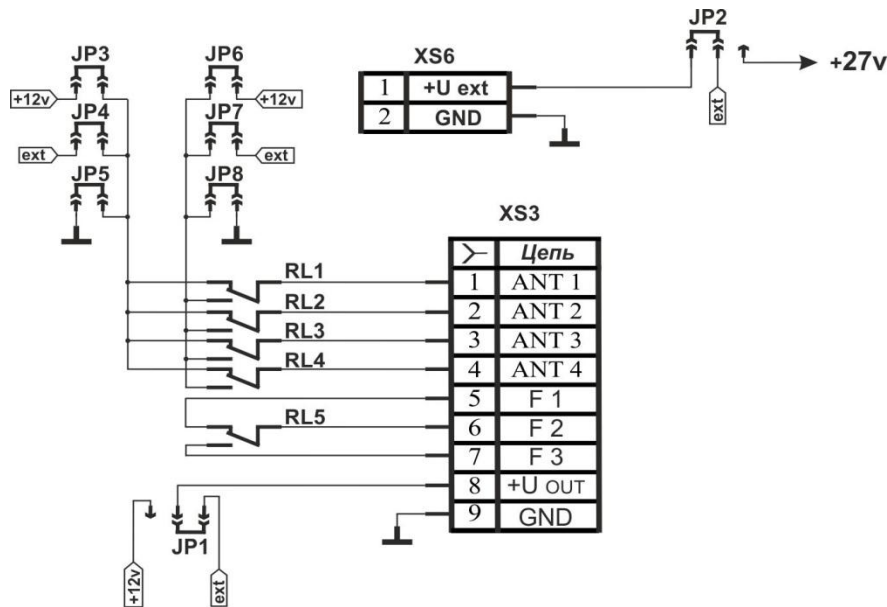 JP2
+27v
ext
XS6
1 +U ext
2 GND
JP3
JP6
+12v
+12v
JP4
JP7
ext
ext
JP5
JP8
XS3
Цепь
RL1
1 ANT 1
RL2
2 ANT 2
RL3
3 ANT 3
RL4
4 ANT 4
5 F 1
RL5
6 F 2
7 F 3
8 +U OUT
9 GND
JP1
+12v
ext